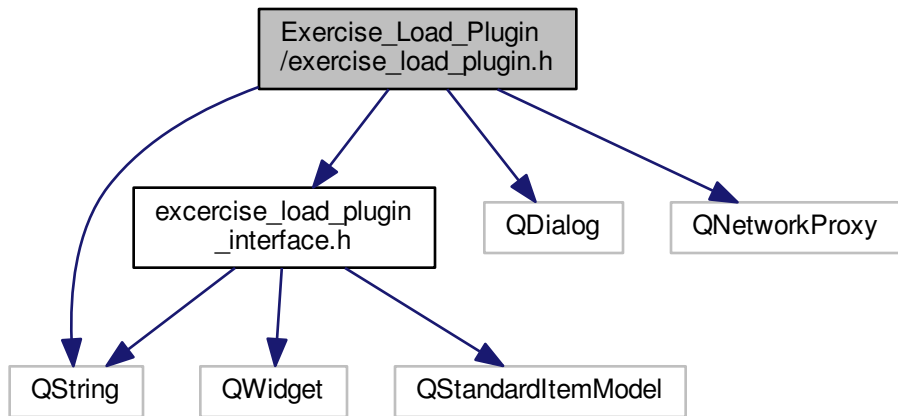 Exercise_Load_Plugin
/exercise_load_plugin.h
excercise_load_plugin
_interface.h
QDialog
QNetworkProxy
QString
QWidget
QStandardItemModel